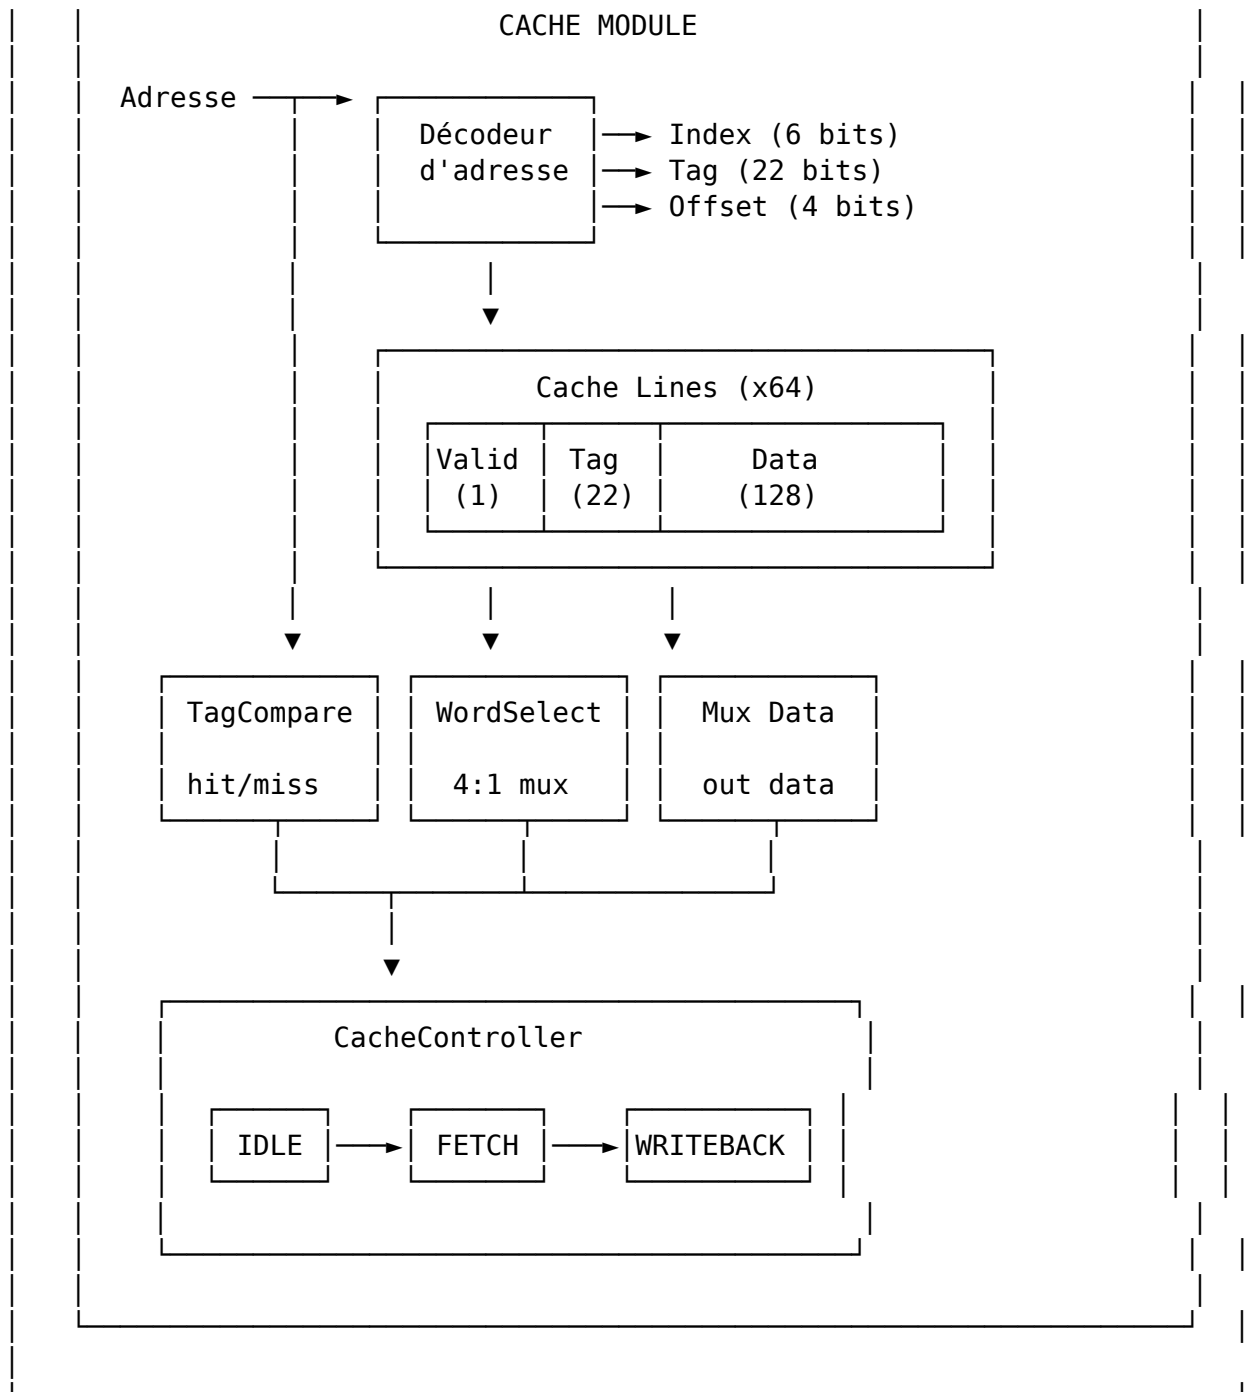 CACHE MODULE
Adresse
Décodeur
d'adresse
Index (6 bits)
Tag (22 bits)
Offset (4 bits)
Cache Lines (x64)
Valid Tag Data
(1) (22) (128)
TagCompare WordSelect Mux Data
hit/miss 4:1 mux out data
CacheController
IDLE FETCH WRITEBACK